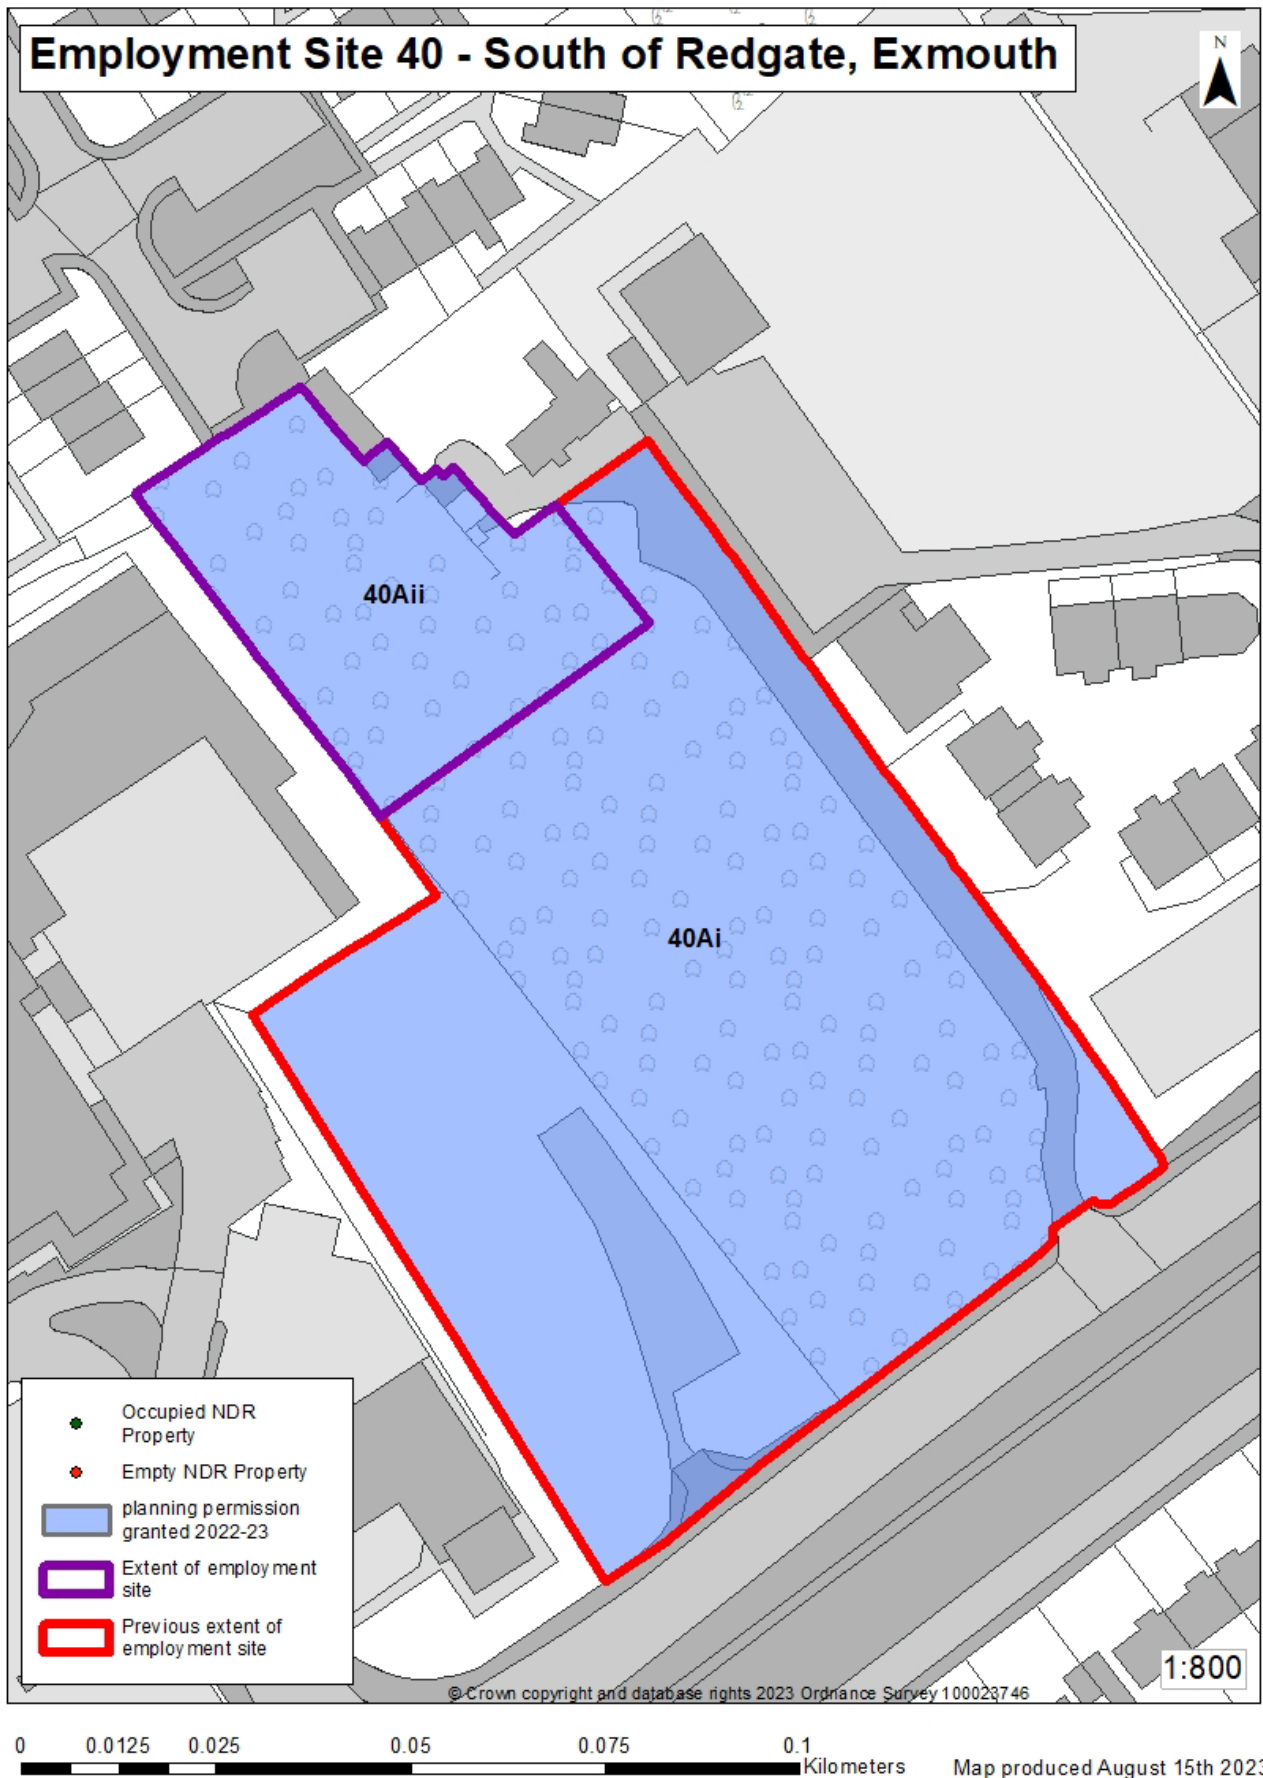 Employment Site 40 - South of Redgate, Exmouth
N
40Aii
40Ai
Occupied NDR
Property
Empty NDR Property
planning permission
granted 2022-23
Extent of employment
site
Previous extent of
employment site
1:800
© Crown copyright and database rights 2023 Ordnance Survey 100023746
0 0.0125 0.025 0.05 0.075 0.1
Kilometers
Map produced August 15th 2023